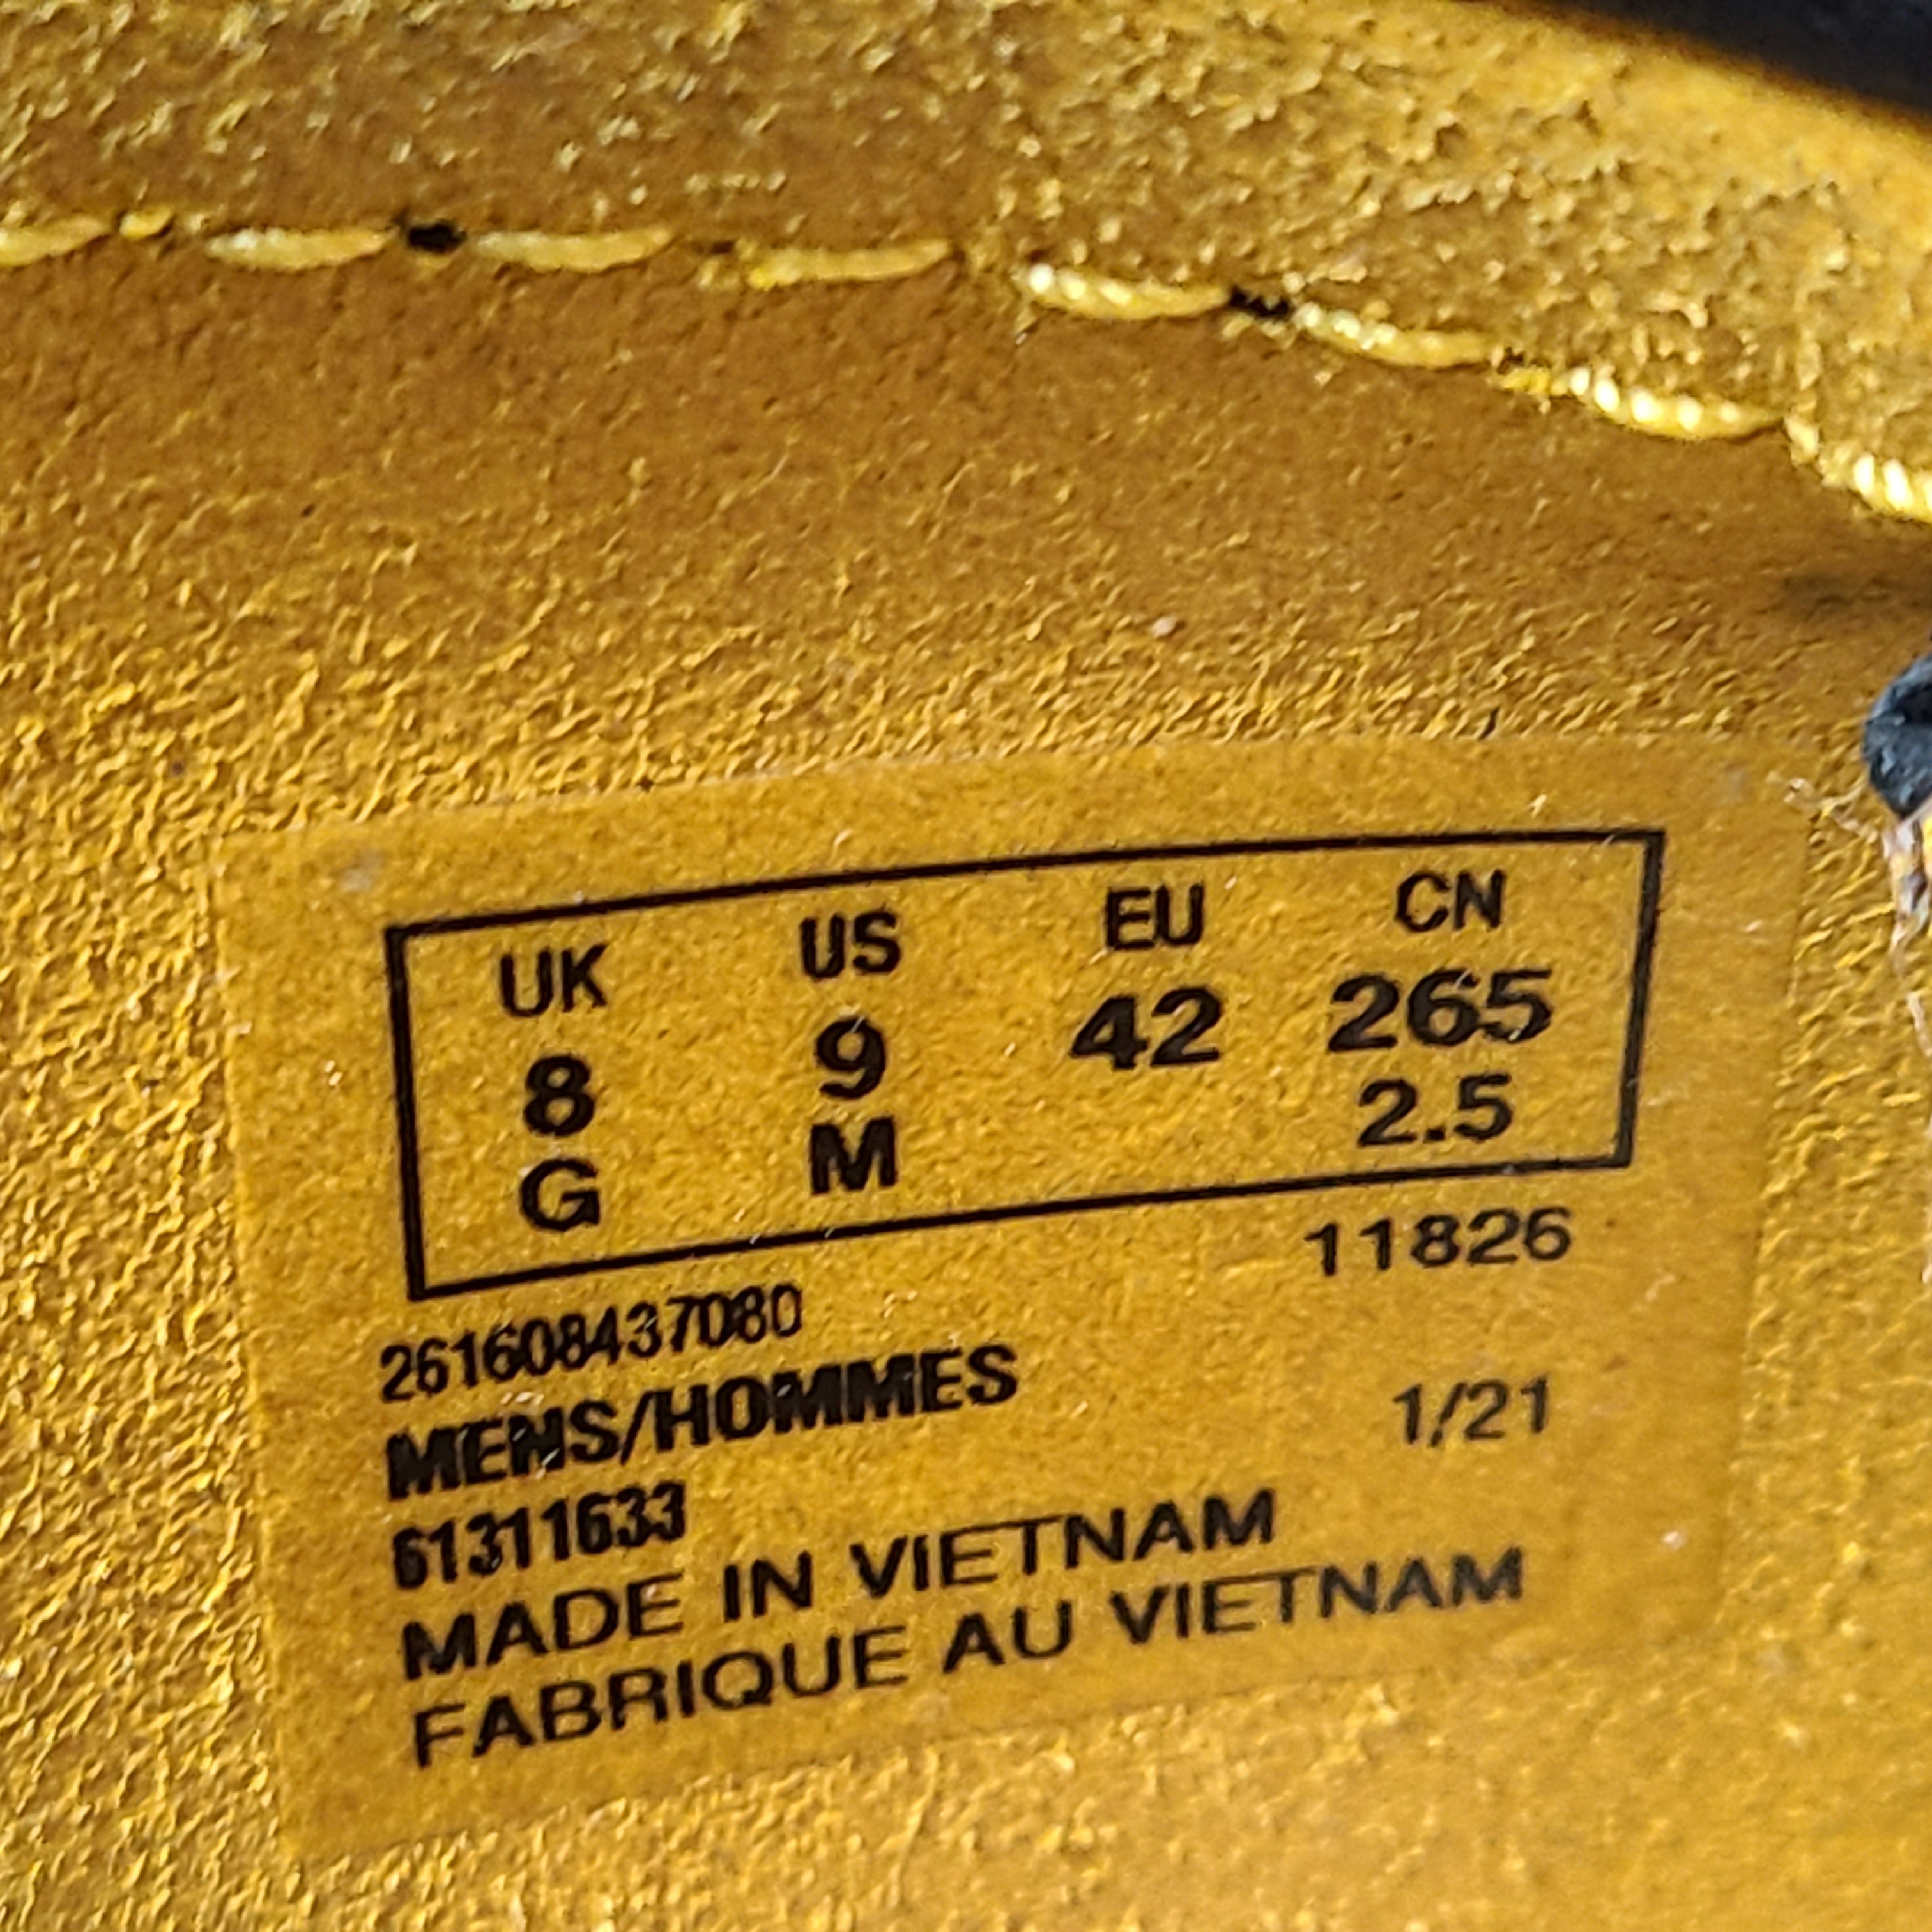 UK US EU CN
8 9 42 265
G M 2.5
11826
261608437080
MENS/HOMMES
1/21
61311633
MADE IN VIETNAM
FABRIQUE AU VIETNAM